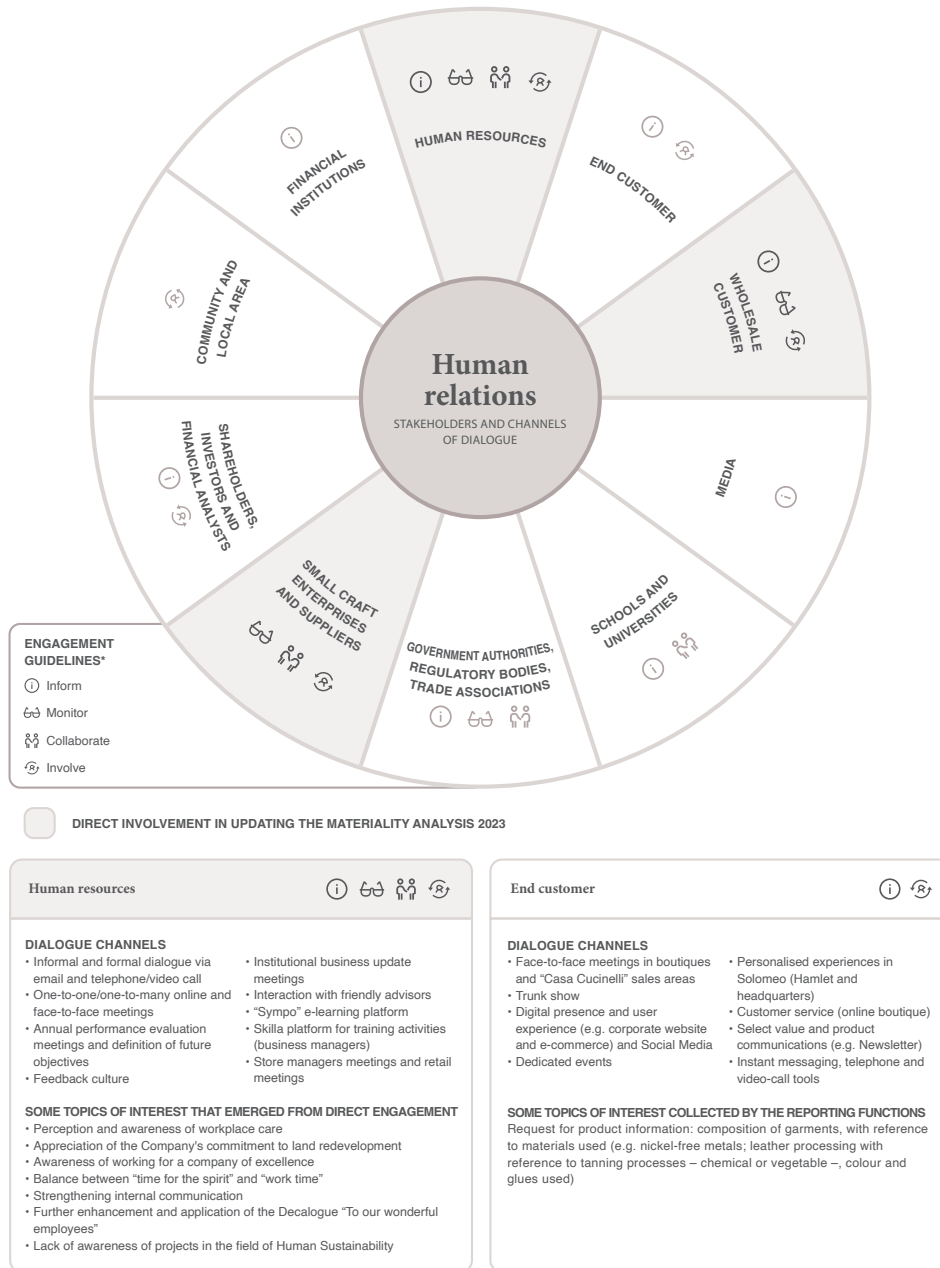 HUMAN RESOURCES
END CUSTOMER
WHOLESALE
CUSTOMER
MEDIA
SCHOOLS AND
UNIVERSITIES
GOVERNMENT AUTHORITIES,
REGULATORY BODIES,
TRADE ASSOCIATIONS
SMALL CRAFT
ENTERPRISES
AND SUPPLIERS
SHAREHOLDERS,
INVESTORS AND
FINANCIAL ANALYSTS
COMMUNITY AND
LOCAL AREA
FINANCIAL
INSTITUTIONS
Human
relations
STAKEHOLDERS AND CHANNELS
OF DIALOGUE
ENGAGEMENT
GUIDELINES*
Inform
Monitor
Collaborate
Involve
DIRECT INVOLVEMENT IN UPDATING THE MATERIALITY ANALYSIS 2023
Human resources
DIALOGUE CHANNELS
• Informal and formal dialogue via
email and telephone/video call
• One-to-one/one-to-many online and
face-to-face meetings
• Annual performance evaluation
meetings and definition of future
objectives
• Feedback culture
• Institutional business update
meetings
• Interaction with friendly advisors
• “Sympo” e-learning platform
• Skilla platform for training activities
(business managers)
• Store managers meetings and retail
meetings
SOME TOPICS OF INTEREST THAT EMERGED FROM DIRECT ENGAGEMENT
• Perception and awareness of workplace care
• Appreciation of the Company's commitment to land redevelopment
• Awareness of working for a company of excellence
• Balance between “time for the spirit” and “work time”
• Strengthening internal communication
• Further enhancement and application of the Decalogue “To our wonderful
employees”
• Lack of awareness of projects in the field of Human Sustainability
End customer
DIALOGUE CHANNELS
• Face-to-face meetings in boutiques
and “Casa Cucinelli” sales areas
• Trunk show
• Digital presence and user
experience (e.g. corporate website
and e-commerce) and Social Media
• Dedicated events
• Personalised experiences in
Solomeo (Hamlet and
headquarters)
• Customer service (online boutique)
• Select value and product
communications (e.g. Newsletter)
• Instant messaging, telephone and
video-call tools
SOME TOPICS OF INTEREST COLLECTED BY THE REPORTING FUNCTIONS
Request for product information: composition of garments, with reference
to materials used (e.g. nickel-free metals; leather processing with
reference to tanning processes – chemical or vegetable –, colour and
glues used)